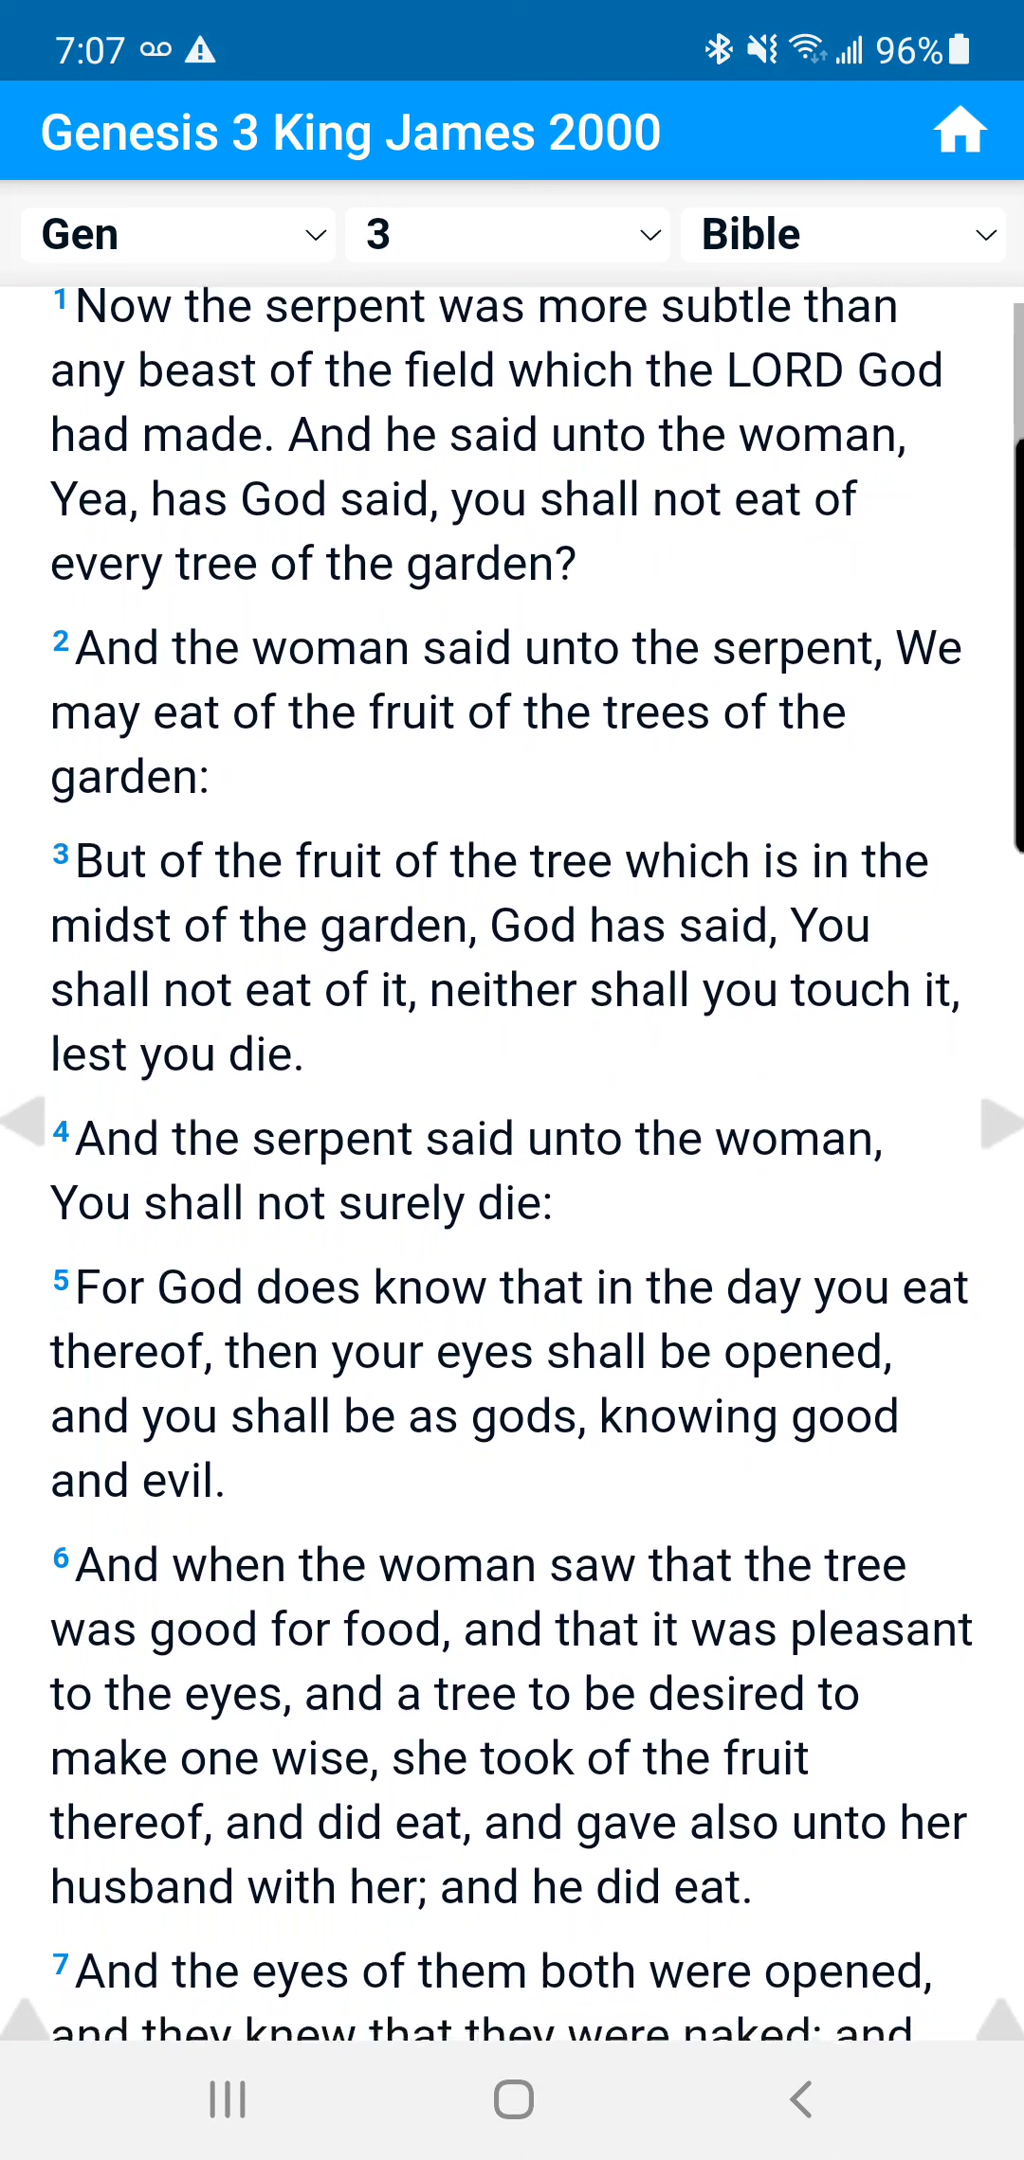 7:07 96%
Genesis 3 King James 2000
Gen 3 Bible
1 Now the serpent was more subtle than
any beast of the field which the LORD God
had made. And he said unto the woman,
Yea, has God said, you shall not eat of
every tree of the garden?
2 And the woman said unto the serpent, We
may eat of the fruit of the trees of the
garden:
3 But of the fruit of the tree which is in the
midst of the garden, God has said, You
shall not eat of it, neither shall you touch it,
lest you die.
4 And the serpent said unto the woman,
You shall not surely die:
5 For God does know that in the day you eat
thereof, then your eyes shall be opened,
and you shall be as gods, knowing good
and evil.
6 And when the woman saw that the tree
was good for food, and that it was pleasant
to the eyes, and a tree to be desired to
make one wise, she took of the fruit
thereof, and did eat, and gave also unto her
husband with her; and he did eat.
7 And the eyes of them both were opened,
and they knew that they were naked; and